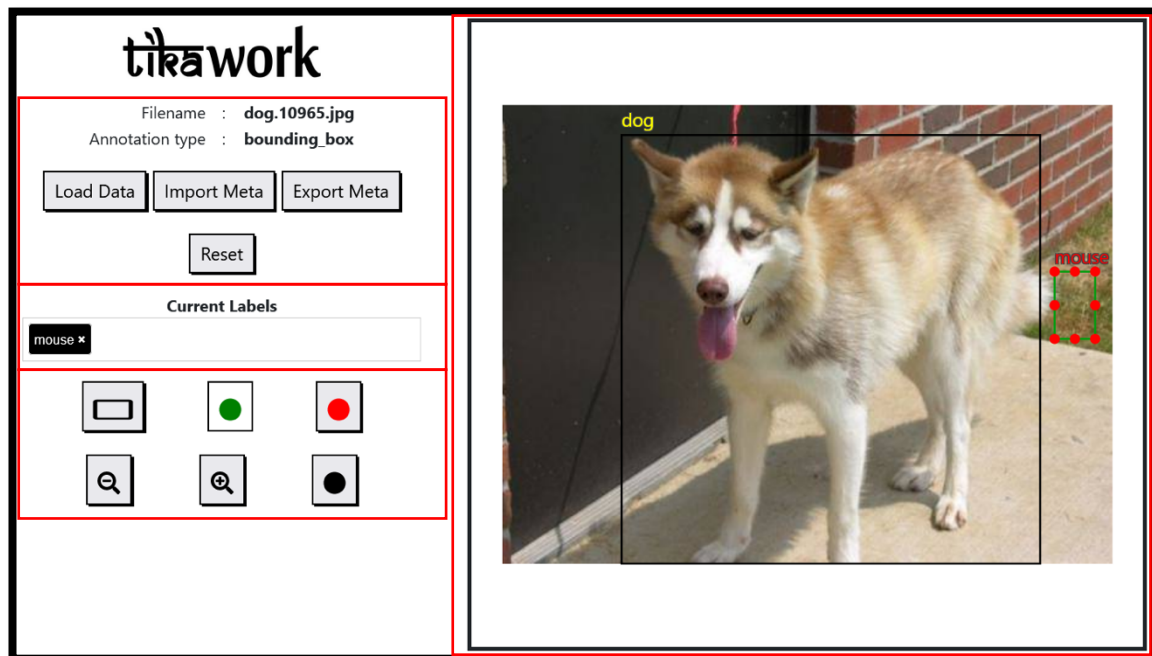 tikawork
Filename : dog.10965.jpg
Annotation type : bounding_box
Load Data Import Meta Export Meta
Reset
Current Labels
mouse ×
dog
mouse